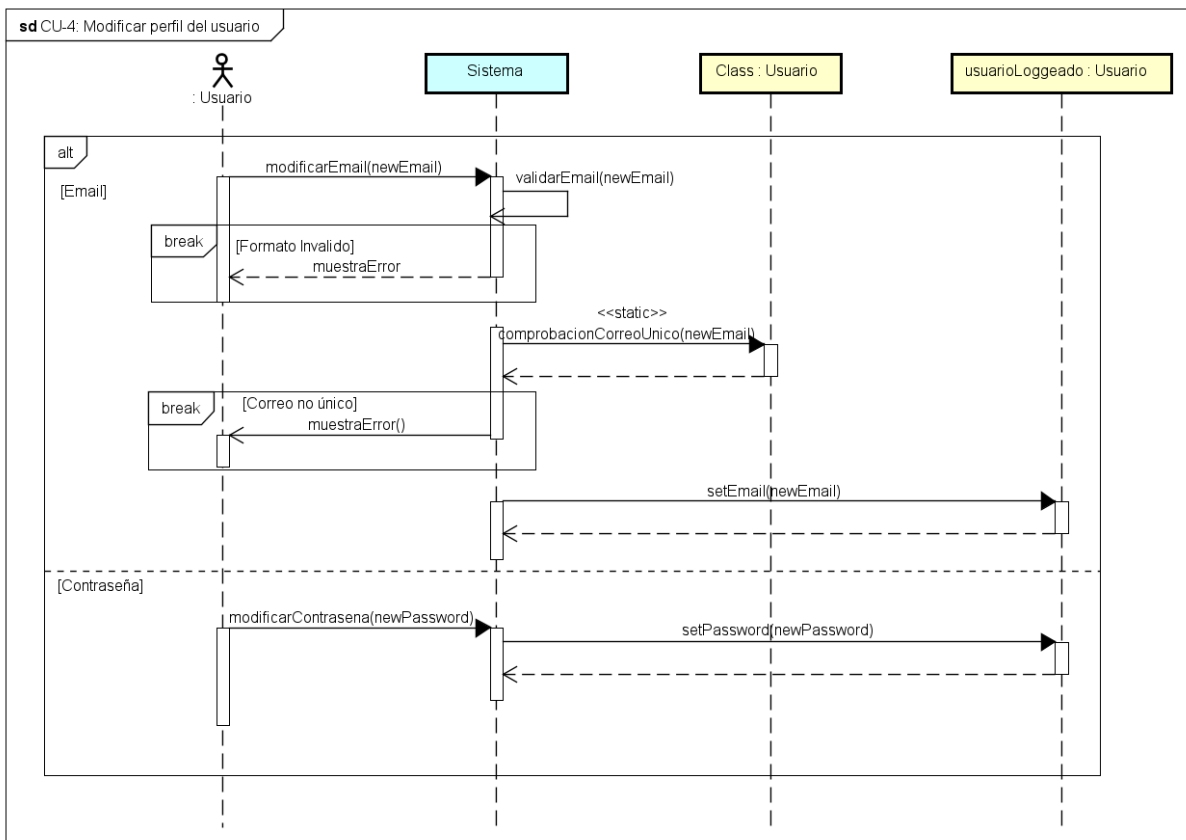 sd CU-4: Modificar perfil del usuario
: Usuario
Sistema
Class : Usuario
usuarioLoggeado : Usuario
alt
[Email]
modificarEmail(newEmail)
validarEmail(newEmail)
break
[Formato Invalido]
muestraError
<<static>>
comprobacionCorreoUnico(newEmail)
break
[Correo no único]
muestraError()
setEmail(newEmail)
[Contraseña]
modificarContrasena(newPassword)
setPassword(newPassword)